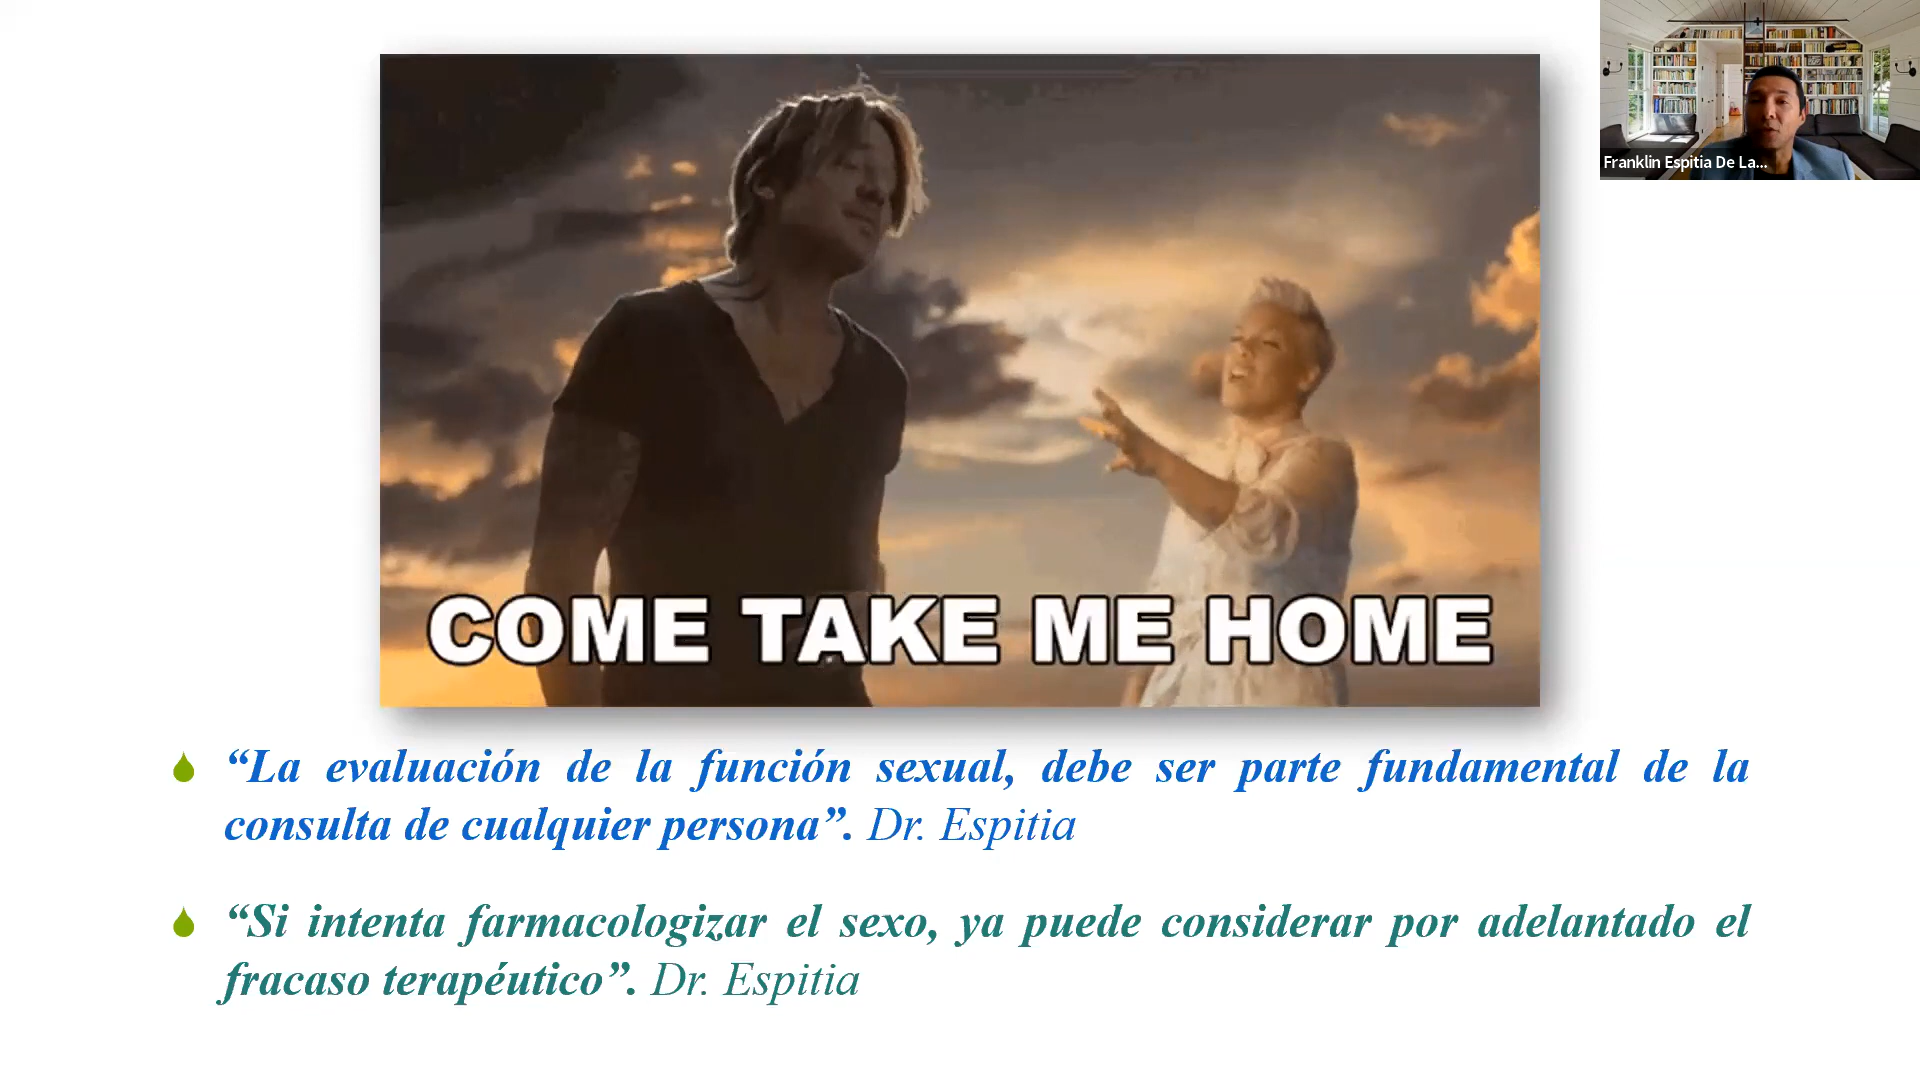 Franklin Espitia De La...
COME TAKE ME HOME
“La evaluación de la función sexual, debe ser parte fundamental de la
consulta de cualquier persona”. Dr. Espitia
“Si intenta farmacologizar el sexo, ya puede considerar por adelantado el
fracaso terapéutico”. Dr. Espitia